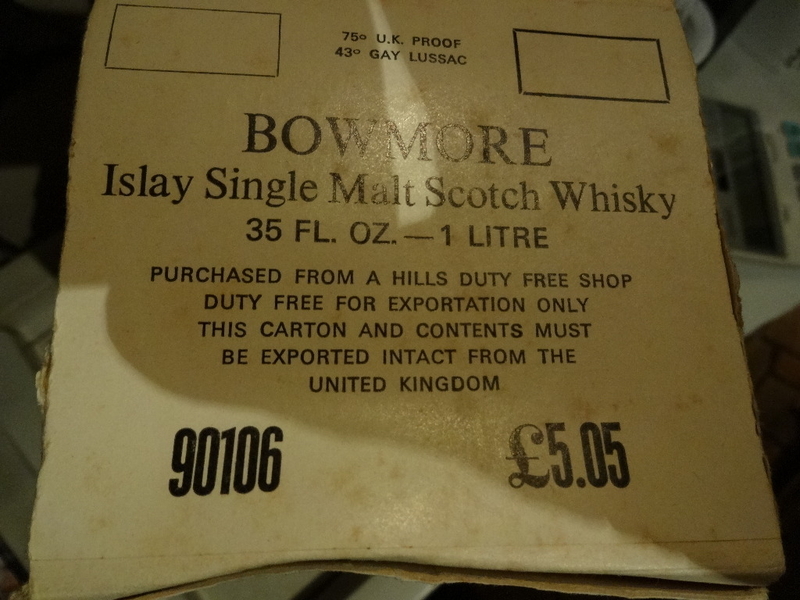 75º U.K. PROOF
43º GAY LUSSAC
BOWMORE
Islay Single Malt Scotch Whisky
35 FL. OZ. — 1 LITRE
PURCHASED FROM A HILLS DUTY FREE SHOP
DUTY FREE FOR EXPORTATION ONLY
THIS CARTON AND CONTENTS MUST
BE EXPORTED INTACT FROM THE
UNITED KINGDOM
90106 £5.05